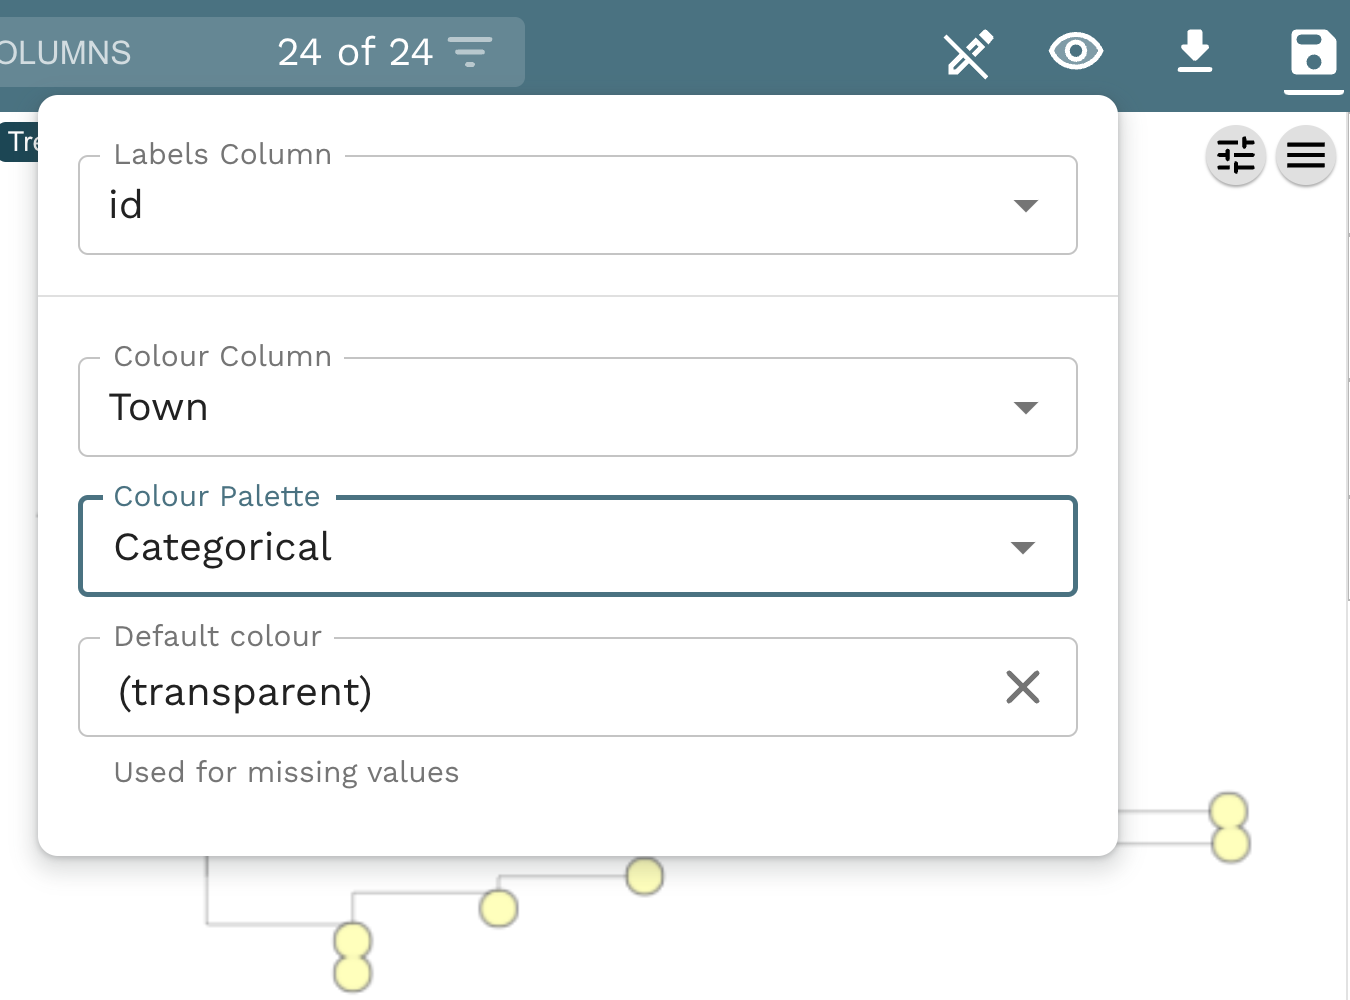 OLUMNS
24 of 24
Tre
Labels Column
id
Colour Column
Town
Colour Palette
Categorical
Default colour
(transparent)
Used for missing values